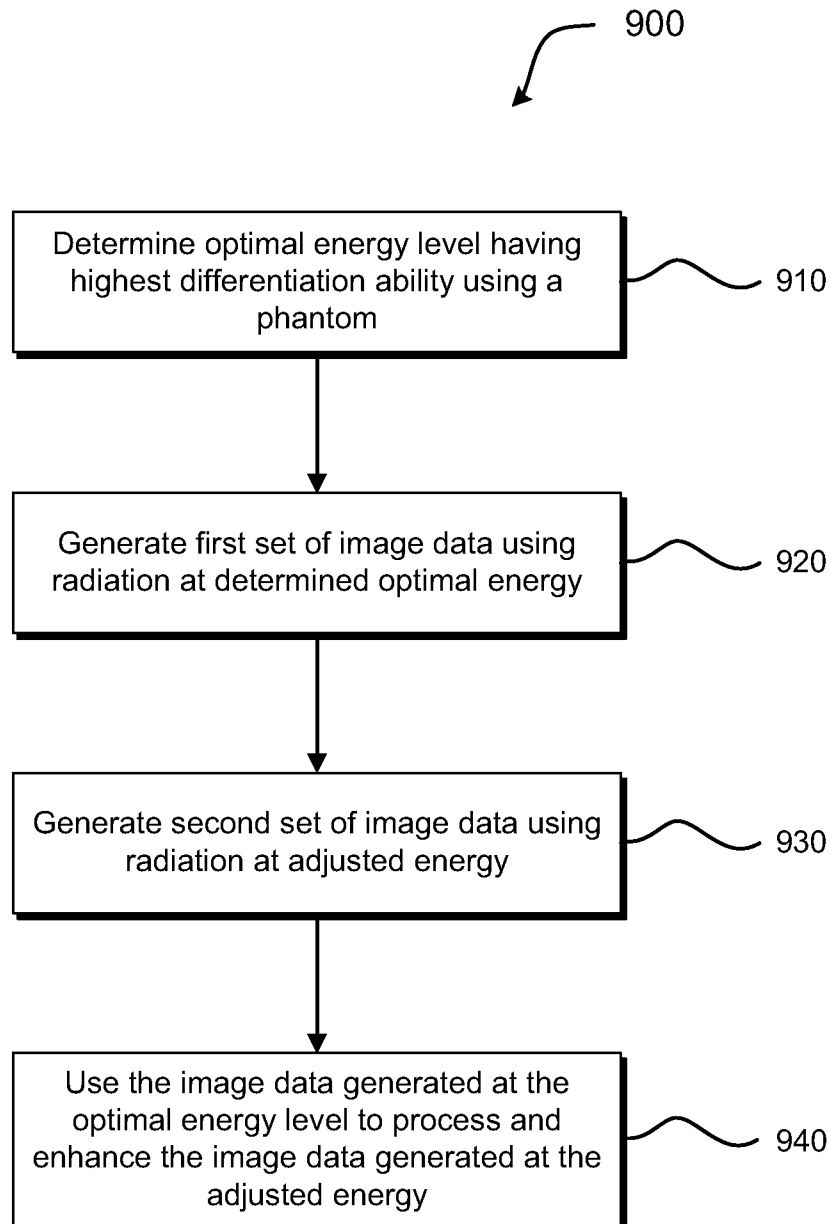 900
Determine optimal energy level having
highest differentiation ability using a
phantom
910
Generate first set of image data using
radiation at determined optimal energy
920
Generate second set of image data using
radiation at adjusted energy
930
Use the image data generated at the
optimal energy level to process and
enhance the image data generated at the
adjusted energy
940